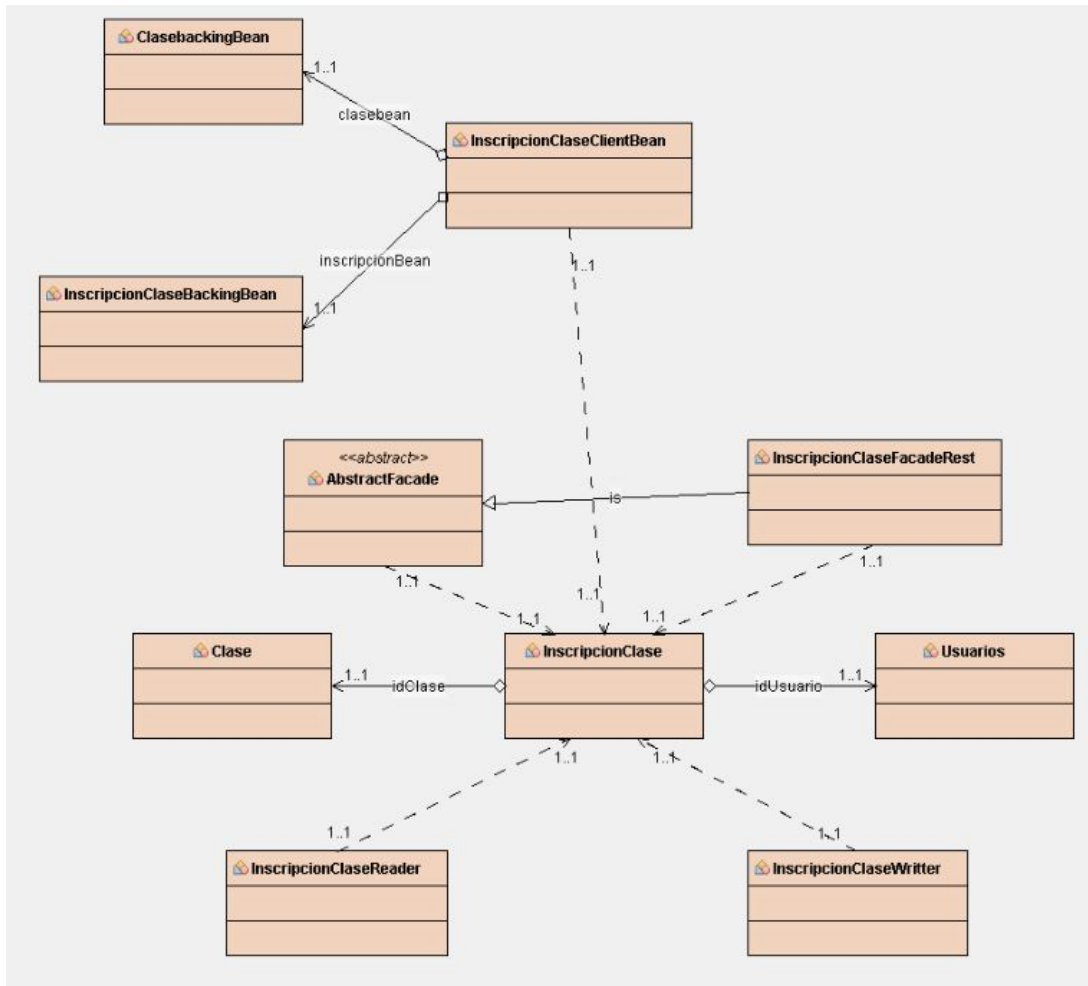 ClasebackingBean
1..1
clasebean
InscripcionClaseClientBean
inscripcionBean
1..1
InscripcionClaseBackingBean
1..1
<<abstract>>
AbstractFacade
InscripcionClaseFacadeRest
is
1..1
1..1
1..1
1..1
1..1
1..1
Clase
InscripcionClase
Usuarios
1..1
idClase
idUsuario
1..1
1..1
1..1
1..1
1..1
InscripcionClaseReader
InscripcionClaseWritter